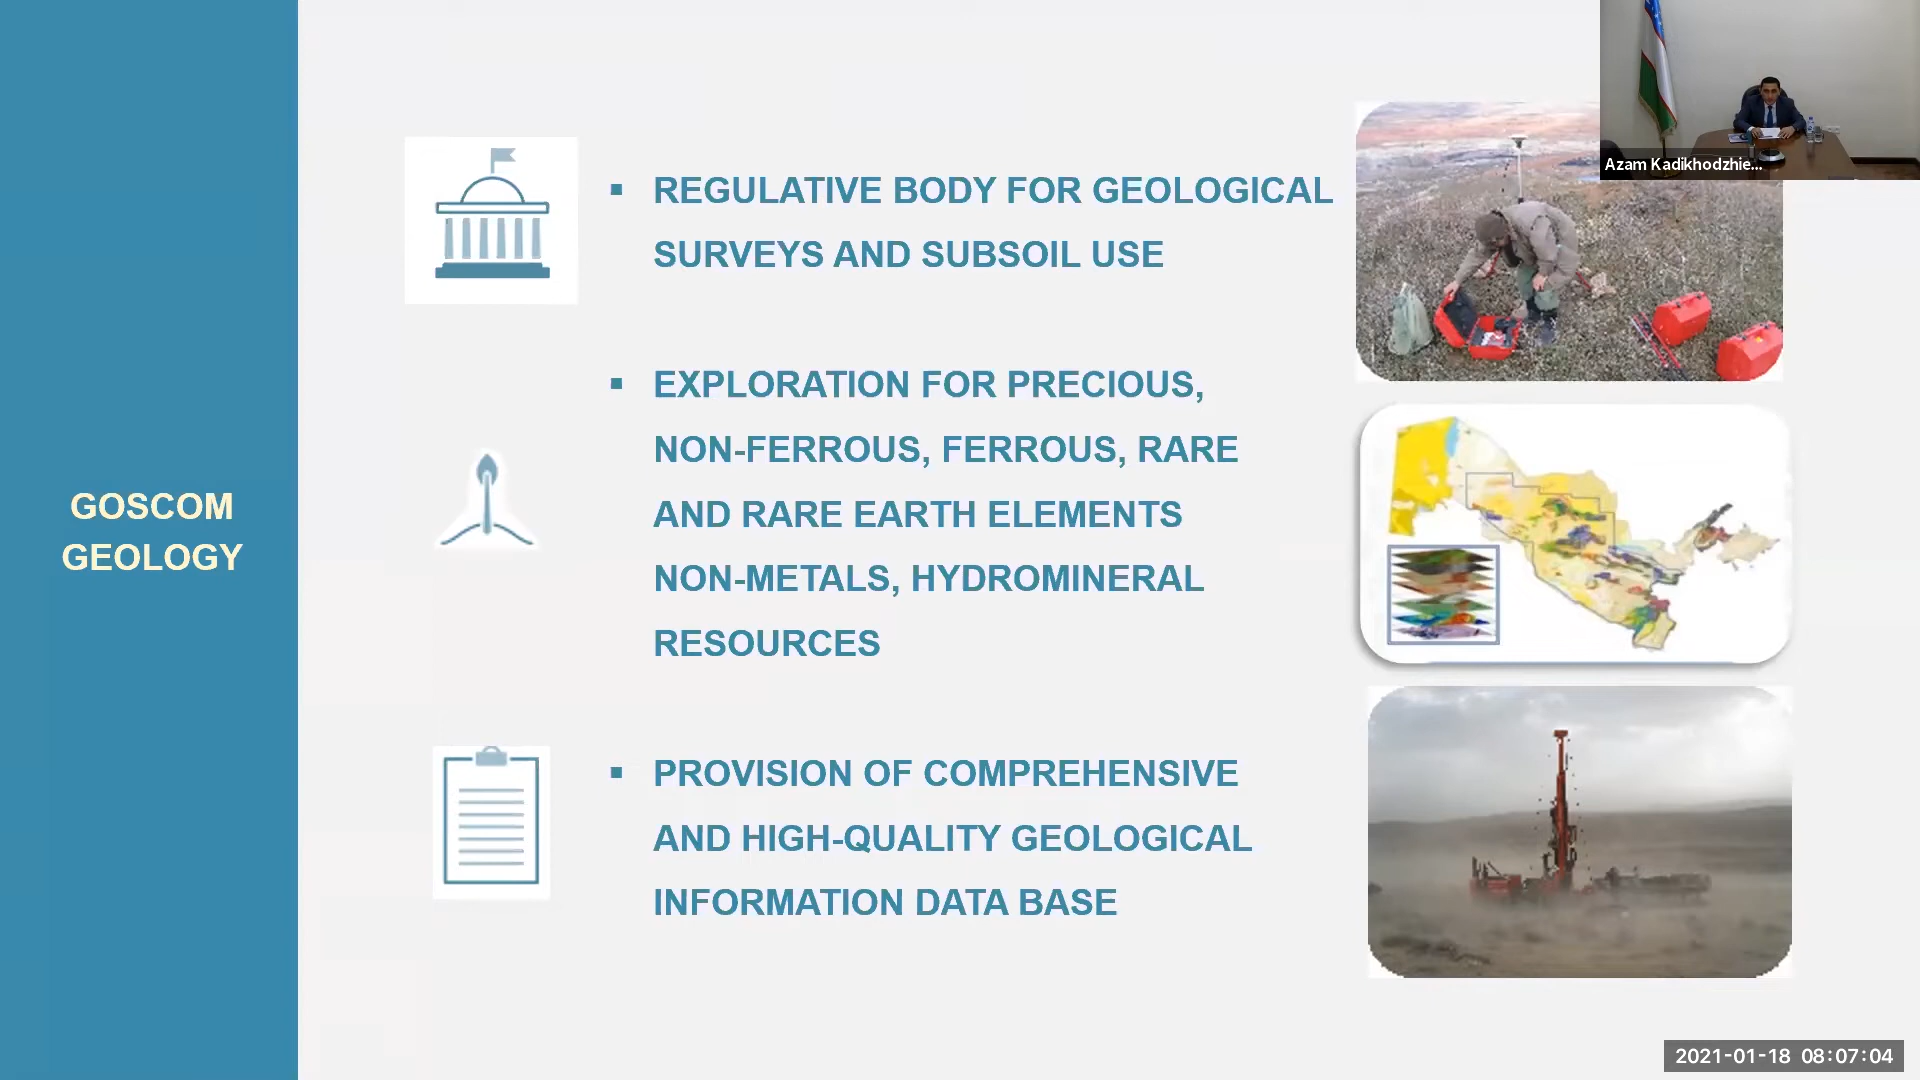 GOSCOM
GEOLOGY
REGULATIVE BODY FOR GEOLOGICAL
SURVEYS AND SUBSOIL USE
EXPLORATION FOR PRECIOUS,
NON-FERROUS, FERROUS, RARE
AND RARE EARTH ELEMENTS
NON-METALS, HYDROMINERAL
RESOURCES
PROVISION OF COMPREHENSIVE
AND HIGH-QUALITY GEOLOGICAL
INFORMATION DATA BASE
Azam Kadikhodzhie...
2021-01-18 08:07:04